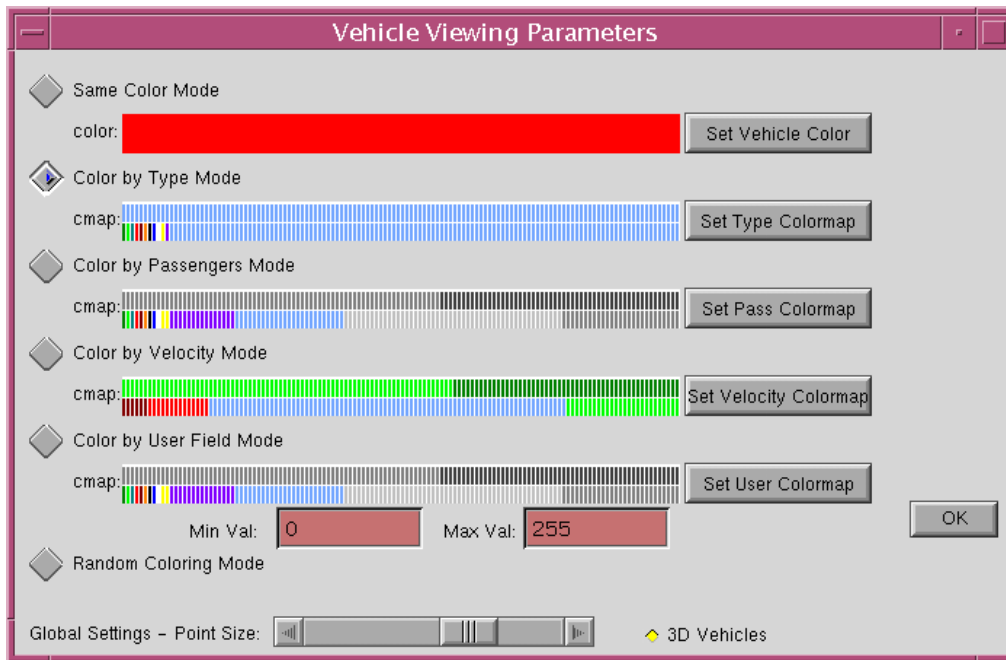 Vehicle Viewing Parameters
Same Color Mode
color: Set Vehicle Color
Color by Type Mode
cmap: Set Type Colormap
Color by Passengers Mode
cmap: Set Pass Colormap
Color by Velocity Mode
cmap: Set Velocity Colormap
Color by User Field Mode
cmap: Set User Colormap
Min Val: 0 Max Val: 255 OK
Random Coloring Mode
Global Settings - Point Size: 3D Vehicles